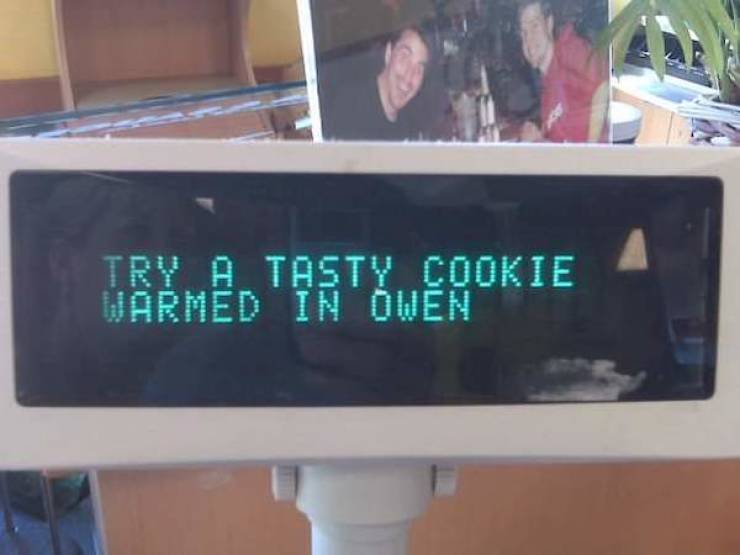 TRY A TASTY COOKIE
WARMED IN OWEN